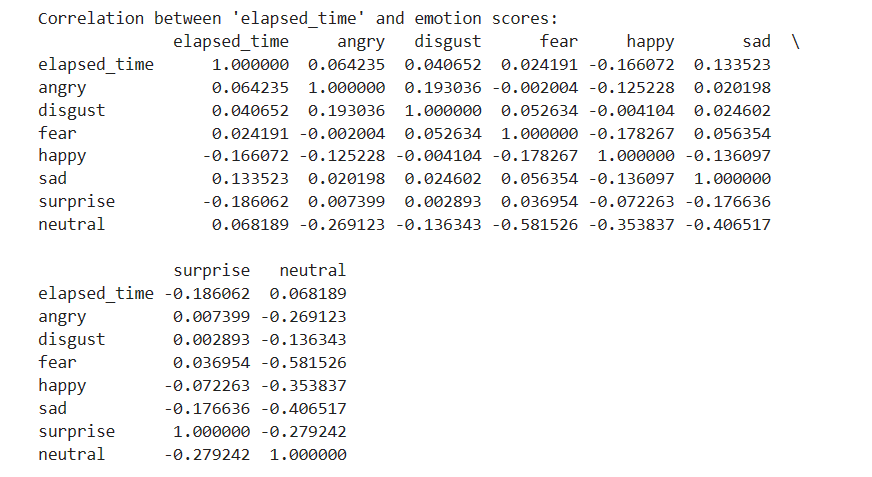 Correlation between 'elapsed_time' and emotion scores:
              elapsed_time     angry   disgust      fear     happy       sad  \
elapsed_time      1.000000  0.064235  0.040652  0.024191 -0.166072  0.133523
angry             0.064235  1.000000  0.193036 -0.002004 -0.125228  0.020198
disgust           0.040652  0.193036  1.000000  0.052634 -0.004104  0.024602
fear              0.024191 -0.002004  0.052634  1.000000 -0.178267  0.056354
happy            -0.166072 -0.125228 -0.004104 -0.178267  1.000000 -0.136097
sad               0.133523  0.020198  0.024602  0.056354 -0.136097  1.000000
surprise         -0.186062  0.007399  0.002893  0.036954 -0.072263 -0.176636
neutral           0.068189 -0.269123 -0.136343 -0.581526 -0.353837 -0.406517

              surprise   neutral
elapsed_time -0.186062  0.068189
angry         0.007399 -0.269123
disgust       0.002893 -0.136343
fear          0.036954 -0.581526
happy        -0.072263 -0.353837
sad          -0.176636 -0.406517
surprise      1.000000 -0.279242
neutral      -0.279242  1.000000